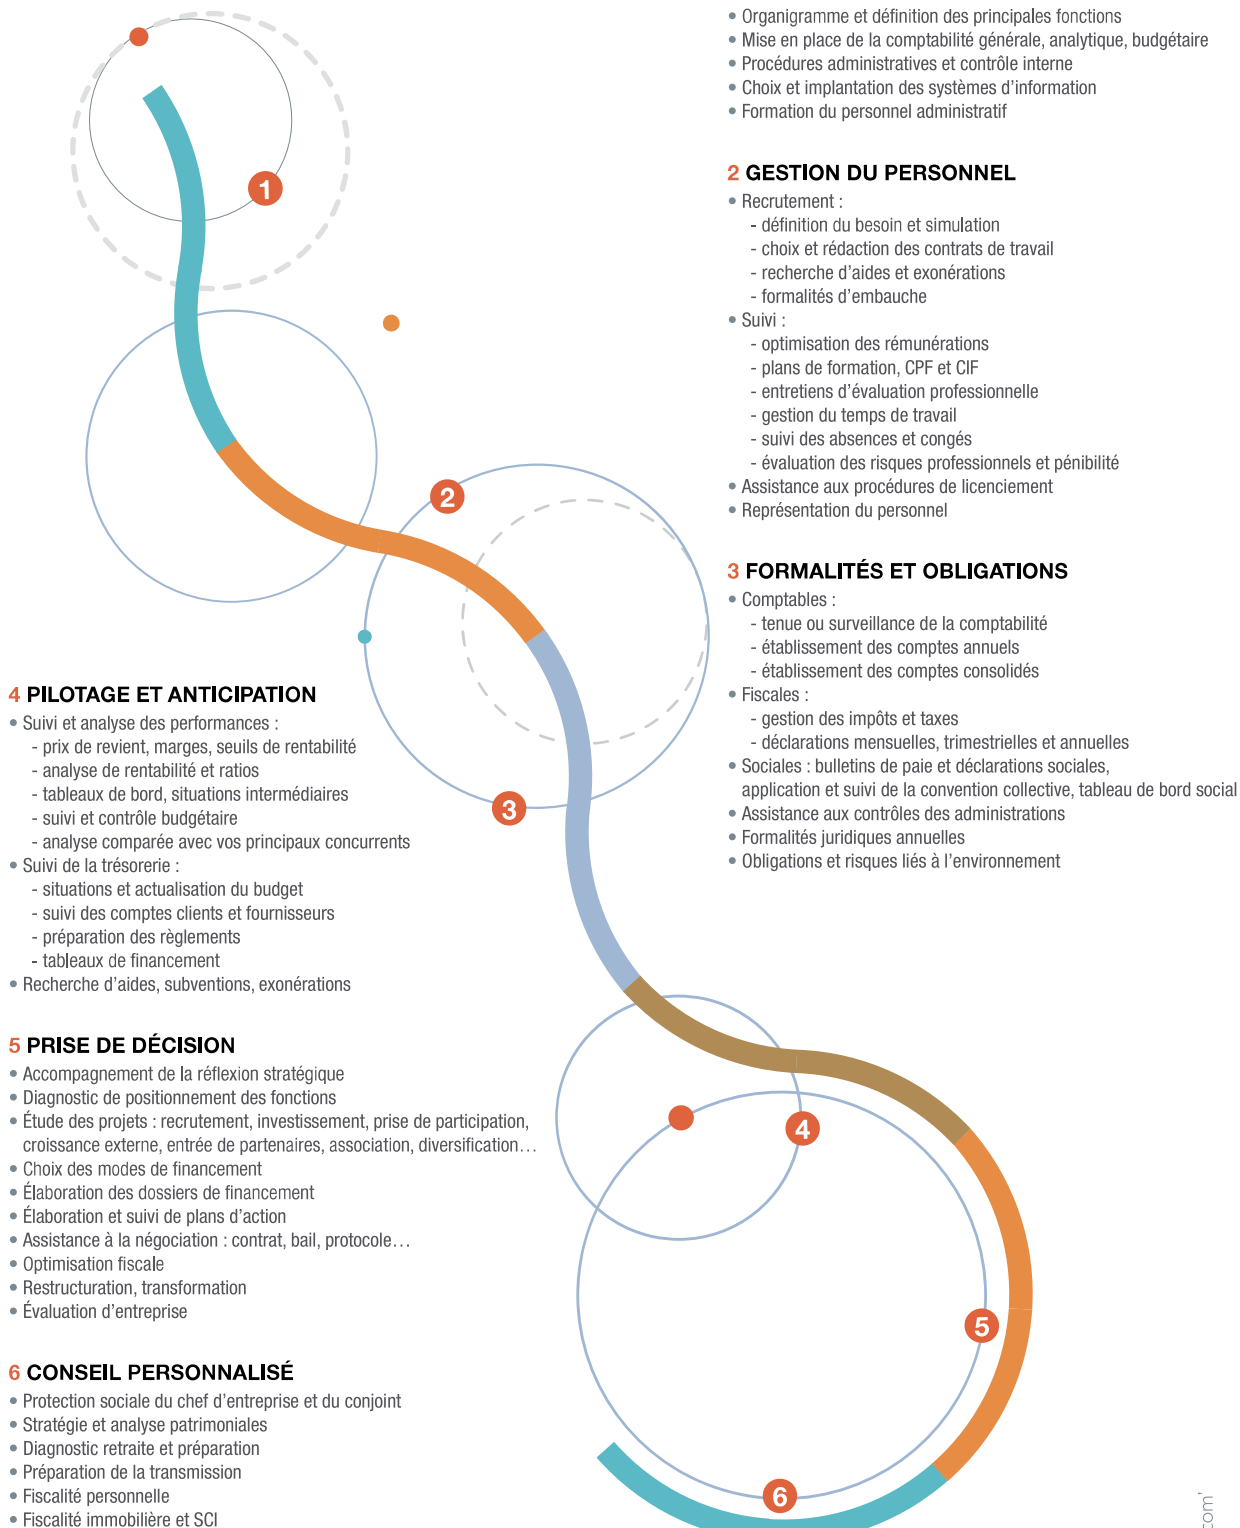 • Organigramme et définition des principales fonctions
• Mise en place de la comptabilité générale, analytique, budgétaire
• Procédures administratives et contrôle interne
• Choix et implantation des systèmes d’information
• Formation du personnel administratif
1
2 GESTION DU PERSONNEL
• Recrutement :
- définition du besoin et simulation
- choix et rédaction des contrats de travail
- recherche d’aides et exonérations
- formalités d’embauche
• Suivi :
- optimisation des rémunérations
- plans de formation, CPF et CIF
- entretiens d’évaluation professionnelle
- gestion du temps de travail
- suivi des absences et congés
- évaluation des risques professionnels et pénibilité
• Assistance aux procédures de licenciement
• Représentation du personnel
2
3 FORMALITÉS ET OBLIGATIONS
• Comptables :
- tenue ou surveillance de la comptabilité
- établissement des comptes annuels
- établissement des comptes consolidés
• Fiscales :
- gestion des impôts et taxes
- déclarations mensuelles, trimestrielles et annuelles
• Sociales : bulletins de paie et déclarations sociales,
application et suivi de la convention collective, tableau de bord social
• Assistance aux contrôles des administrations
• Formalités juridiques annuelles
• Obligations et risques liés à l’environnement
3
4 PILOTAGE ET ANTICIPATION
• Suivi et analyse des performances :
- prix de revient, marges, seuils de rentabilité
- analyse de rentabilité et ratios
- tableaux de bord, situations intermédiaires
- suivi et contrôle budgétaire
- analyse comparée avec vos principaux concurrents
• Suivi de la trésorerie :
- situations et actualisation du budget
- suivi des comptes clients et fournisseurs
- préparation des règlements
- tableaux de financement
• Recherche d’aides, subventions, exonérations
4
5 PRISE DE DÉCISION
• Accompagnement de la réflexion stratégique
• Diagnostic de positionnement des fonctions
• Étude des projets : recrutement, investissement, prise de participation,
croissance externe, entrée de partenaires, association, diversification…
• Choix des modes de financement
• Élaboration des dossiers de financement
• Élaboration et suivi de plans d’action
• Assistance à la négociation : contrat, bail, protocole…
• Optimisation fiscale
• Restructuration, transformation
• Évaluation d’entreprise
5
6 CONSEIL PERSONNALISÉ
• Protection sociale du chef d’entreprise et du conjoint
• Stratégie et analyse patrimoniales
• Diagnostic retraite et préparation
• Préparation de la transmission
• Fiscalité personnelle
• Fiscalité immobilière et SCI
6
com'